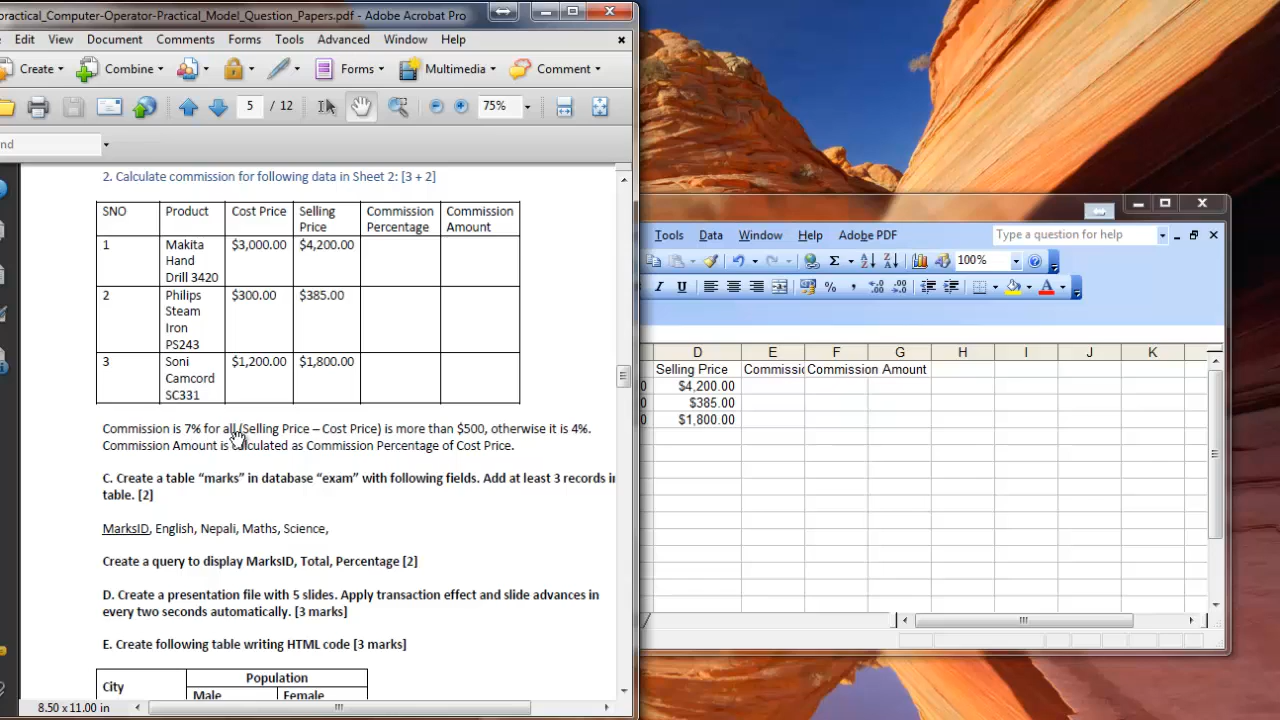 practical_Computer-Operator-Practical_Model_Question_Papers.pdf - Adobe Acrobat Pro
Edit View Document Comments Forms Tools Advanced Window Help
Create Combine Forms Multimedia Comment
5 / 12 75%
nd
2. Calculate commission for following data in Sheet 2: [3 + 2]
SNO Product Cost Price Selling Price Commission Percentage Commission Amount
1 Makita Hand Drill 3420 $3,000.00 $4,200.00
2 Philips Steam Iron PS243 $300.00 $385.00
3 Soni Camcord SC331 $1,200.00 $1,800.00
Commission is 7% for all (Selling Price – Cost Price) is more than $500, otherwise it is 4%.
Commission Amount is calculated as Commission Percentage of Cost Price.
C. Create a table “marks” in database “exam” with following fields. Add at least 3 records in
table. [2]
MarksID, English, Nepali, Maths, Science,
Create a query to display MarksID, Total, Percentage [2]
D. Create a presentation file with 5 slides. Apply transaction effect and slide advances in
every two seconds automatically. [3 marks]
E. Create following table writing HTML code [3 marks]
City Population
Male Female
8.50 x 11.00 in
Tools Data Window Help Adobe PDF Type a question for help
100%
I U
D E F G H I J K
Selling Price Commissio Commission Amount
0 $4,200.00
0 $385.00
0 $1,800.00